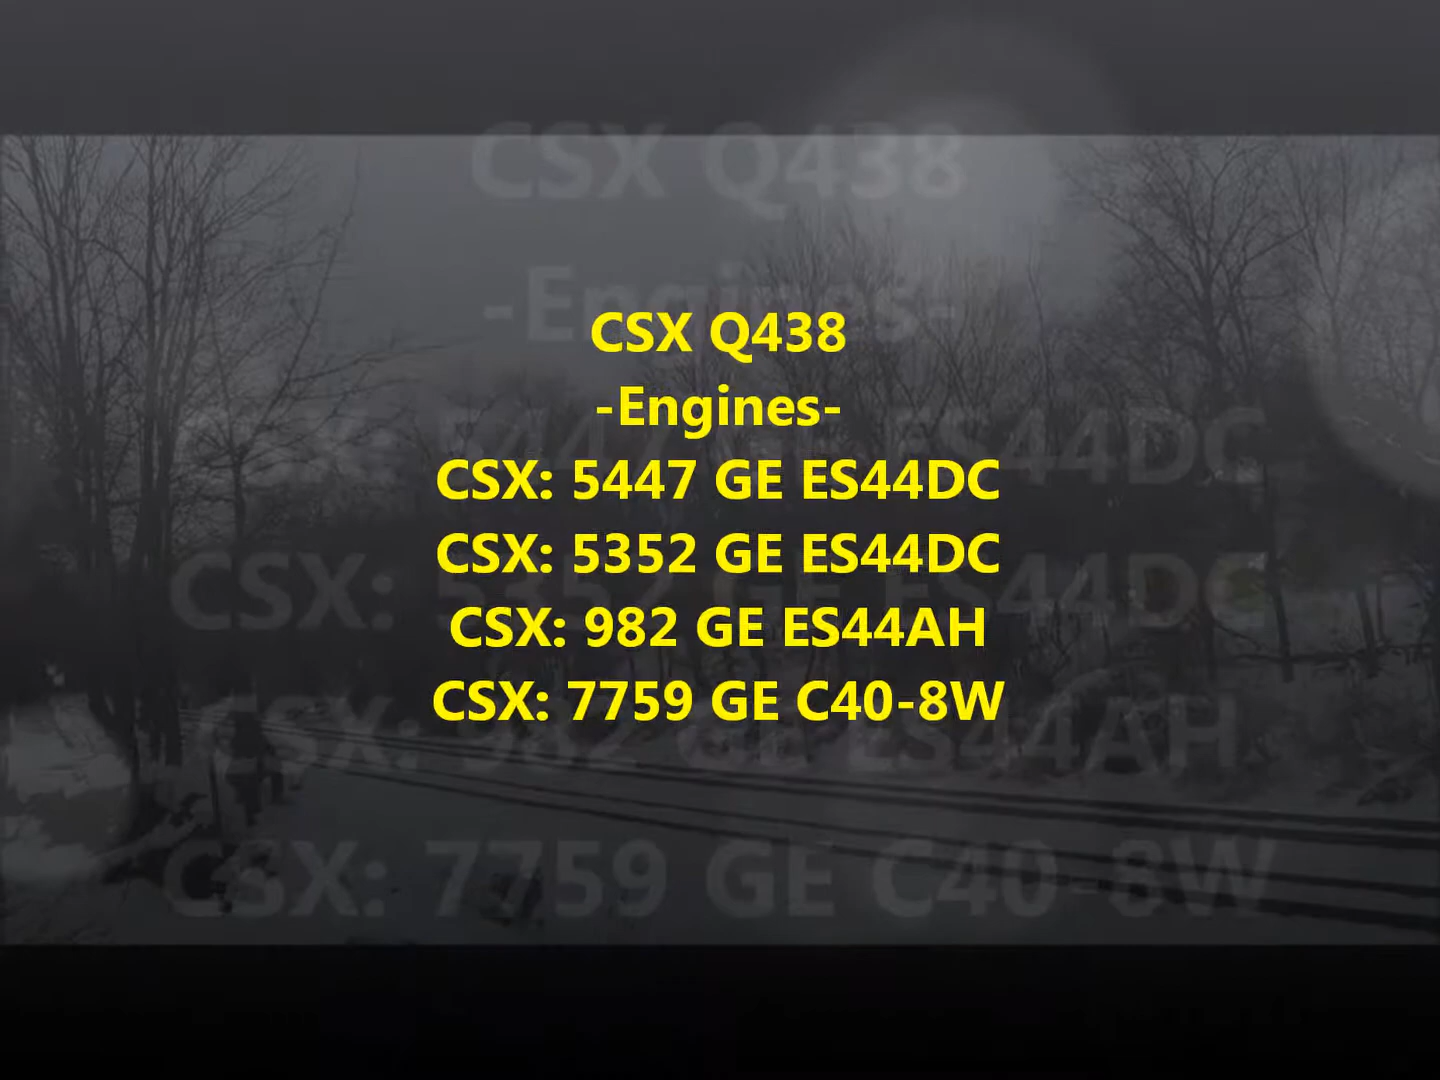 CSX Q438
-Engines-
CSX: 5447 GE ES44DC
CSX: 5352 GE ES44DC
CSX: 982 GE ES44AH
CSX: 7759 GE C40-8W